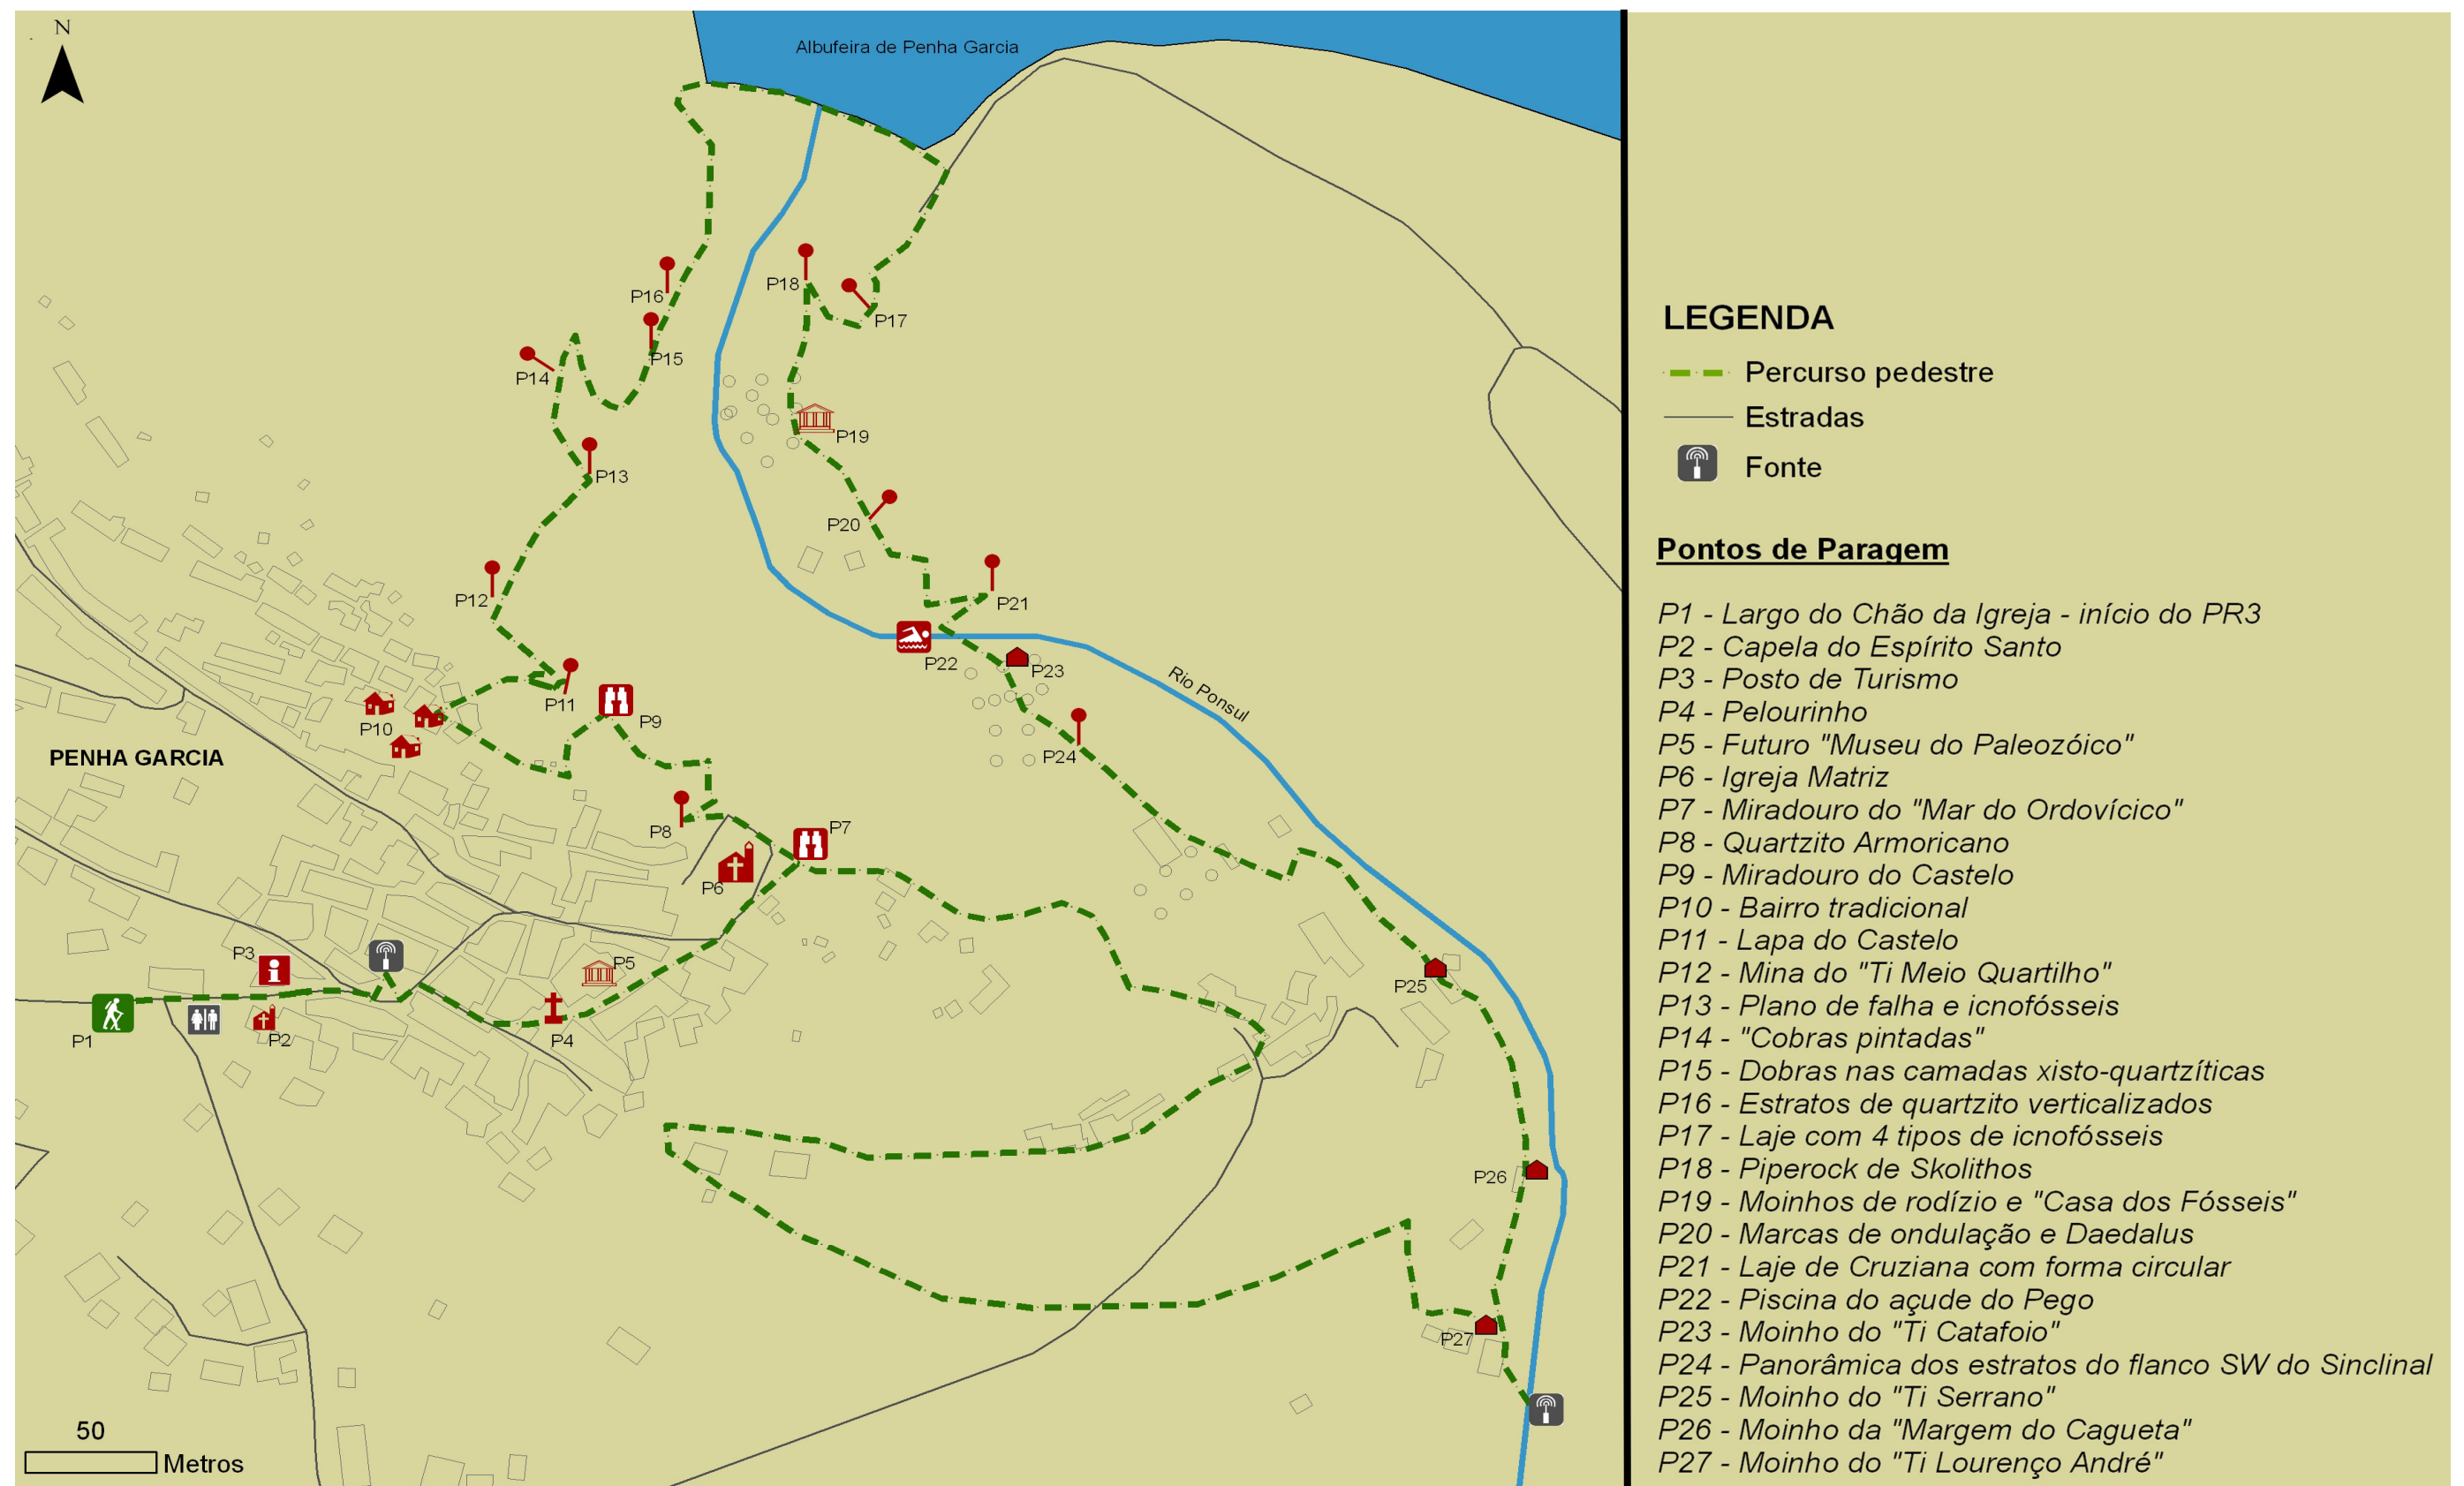 N
Albufeira de Penha Garcia
P18
P16
P17
P15
P14
P19
P13
P20
P12
P21
P22
P23
Rio Ponsul
P11
P9
P10
P24
PENHA GARCIA
P8
P7
P6
P3
P5
P25
P1
P2
P4
P26
P27
50
Metros
LEGENDA
Percurso pedestre
Estradas
Fonte
Pontos de Paragem
P1 - Largo do Chão da Igreja - início do PR3
P2 - Capela do Espírito Santo
P3 - Posto de Turismo
P4 - Pelourinho
P5 - Futuro "Museu do Paleozóico"
P6 - Igreja Matriz
P7 - Miradouro do "Mar do Ordovícico"
P8 - Quartzito Armoricano
P9 - Miradouro do Castelo
P10 - Bairro tradicional
P11 - Lapa do Castelo
P12 - Mina do "Ti Meio Quartilho"
P13 - Plano de falha e icnofósseis
P14 - "Cobras pintadas"
P15 - Dobras nas camadas xisto-quartzíticas
P16 - Estratos de quartzito verticalizados
P17 - Laje com 4 tipos de icnofósseis
P18 - Piperock de Skolithos
P19 - Moinhos de rodízio e "Casa dos Fósseis"
P20 - Marcas de ondulação e Daedalus
P21 - Laje de Cruziana com forma circular
P22 - Piscina do açude do Pego
P23 - Moinho do "Ti Catafoio"
P24 - Panorâmica dos estratos do flanco SW do Sinclinal
P25 - Moinho do "Ti Serrano"
P26 - Moinho da "Margem do Cagueta"
P27 - Moinho do "Ti Lourenço André"